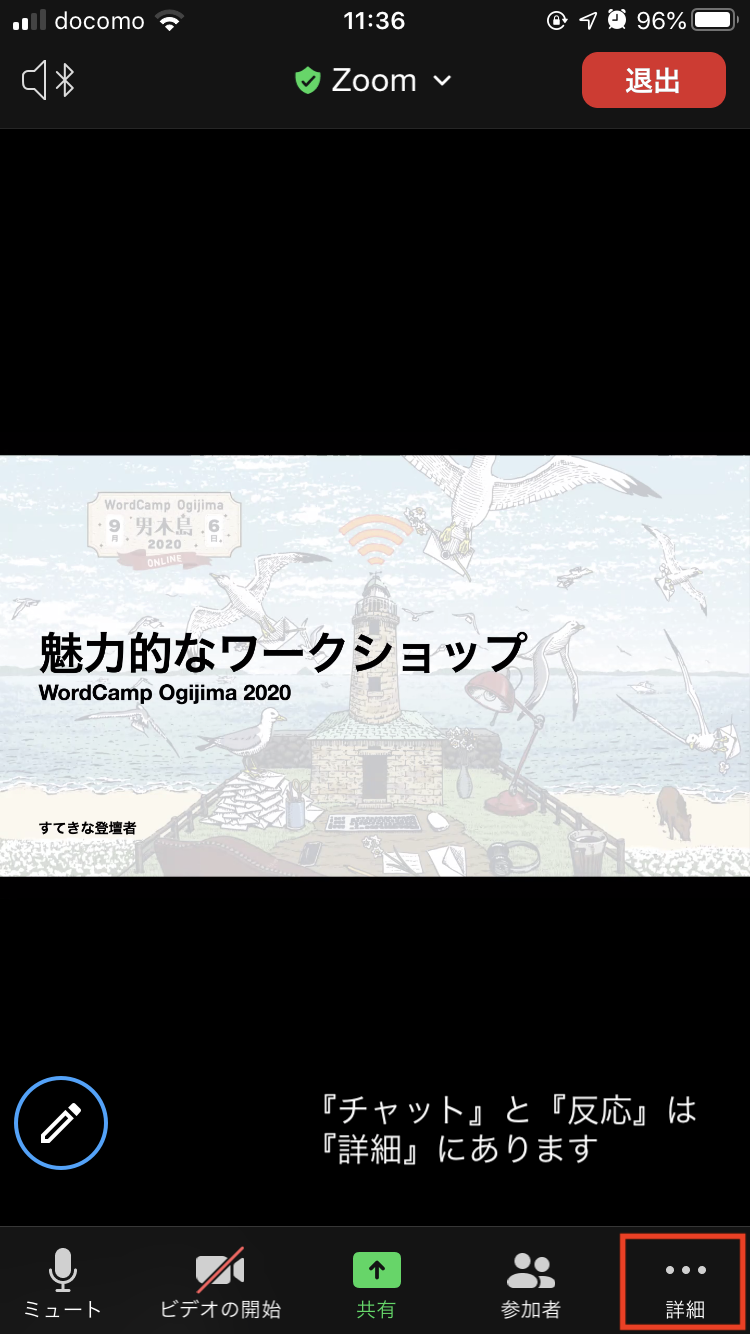 docomo 11:36 96%
Zoom 退出
WordCamp Ogijima
9月 男木島 6日。
2020
ONLINE
魅力的なワークショップ
WordCamp Ogijima 2020
すてきな登壇者
『チャット』と『反応』は
『詳細』にあります
ミュート ビデオの開始 共有 参加者 詳細